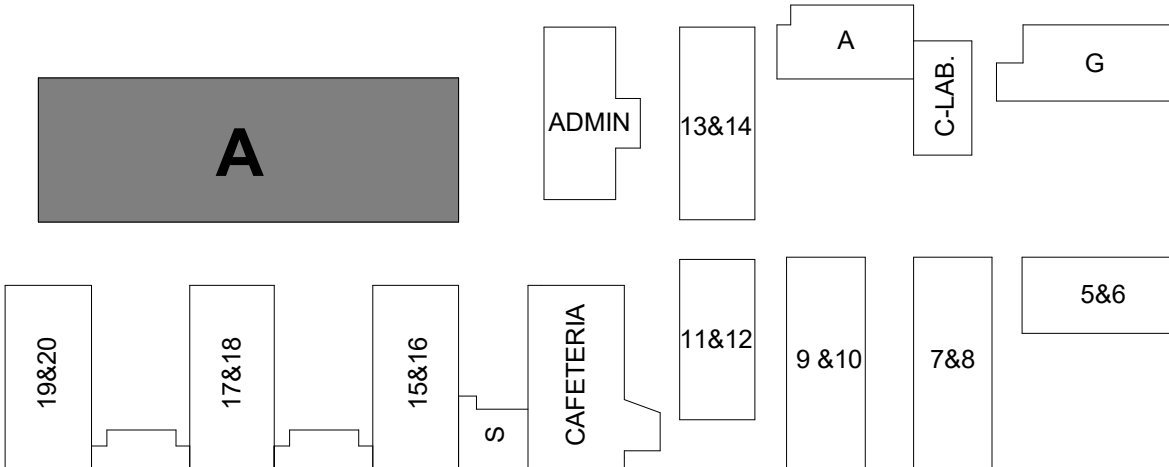 A
ADMIN
13&14
A
C-LAB.
G
19&20
17&18
15&16
S
CAFETERIA
11&12
9 &10
7&8
5&6